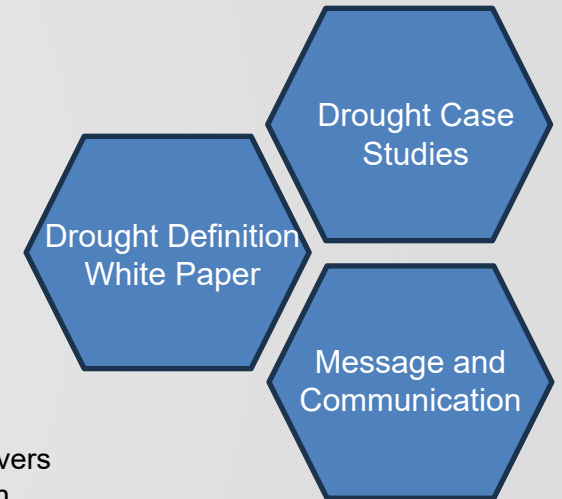 Drought Case
Studies
Drought Definition
White Paper
Message and
Communication